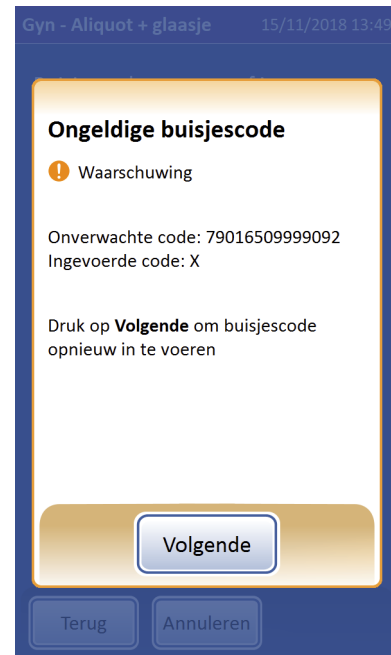 Gyn - Aliquot + glaasje 15/11/2018 13:49
Ongeldige buisjescode
Waarschuwing
Onverwachte code: 79016509999092
Ingevoerde code: X
Druk op Volgende om buisjescode
opnieuw in te voeren
Volgende
Terug Annuleren